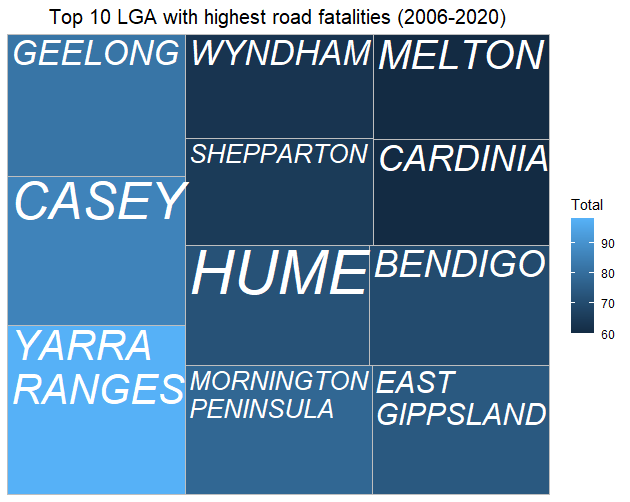 Top 10 LGA with highest road fatalities (2006-2020)
GEELONG
WYNDHAM
MELTON
SHEPPARTON
CARDINIA
CASEY
HUME
BENDIGO
YARRA
RANGES
MORNINGTON
PENINSULA
EAST
GIPPSLAND
Total
90
80
70
60